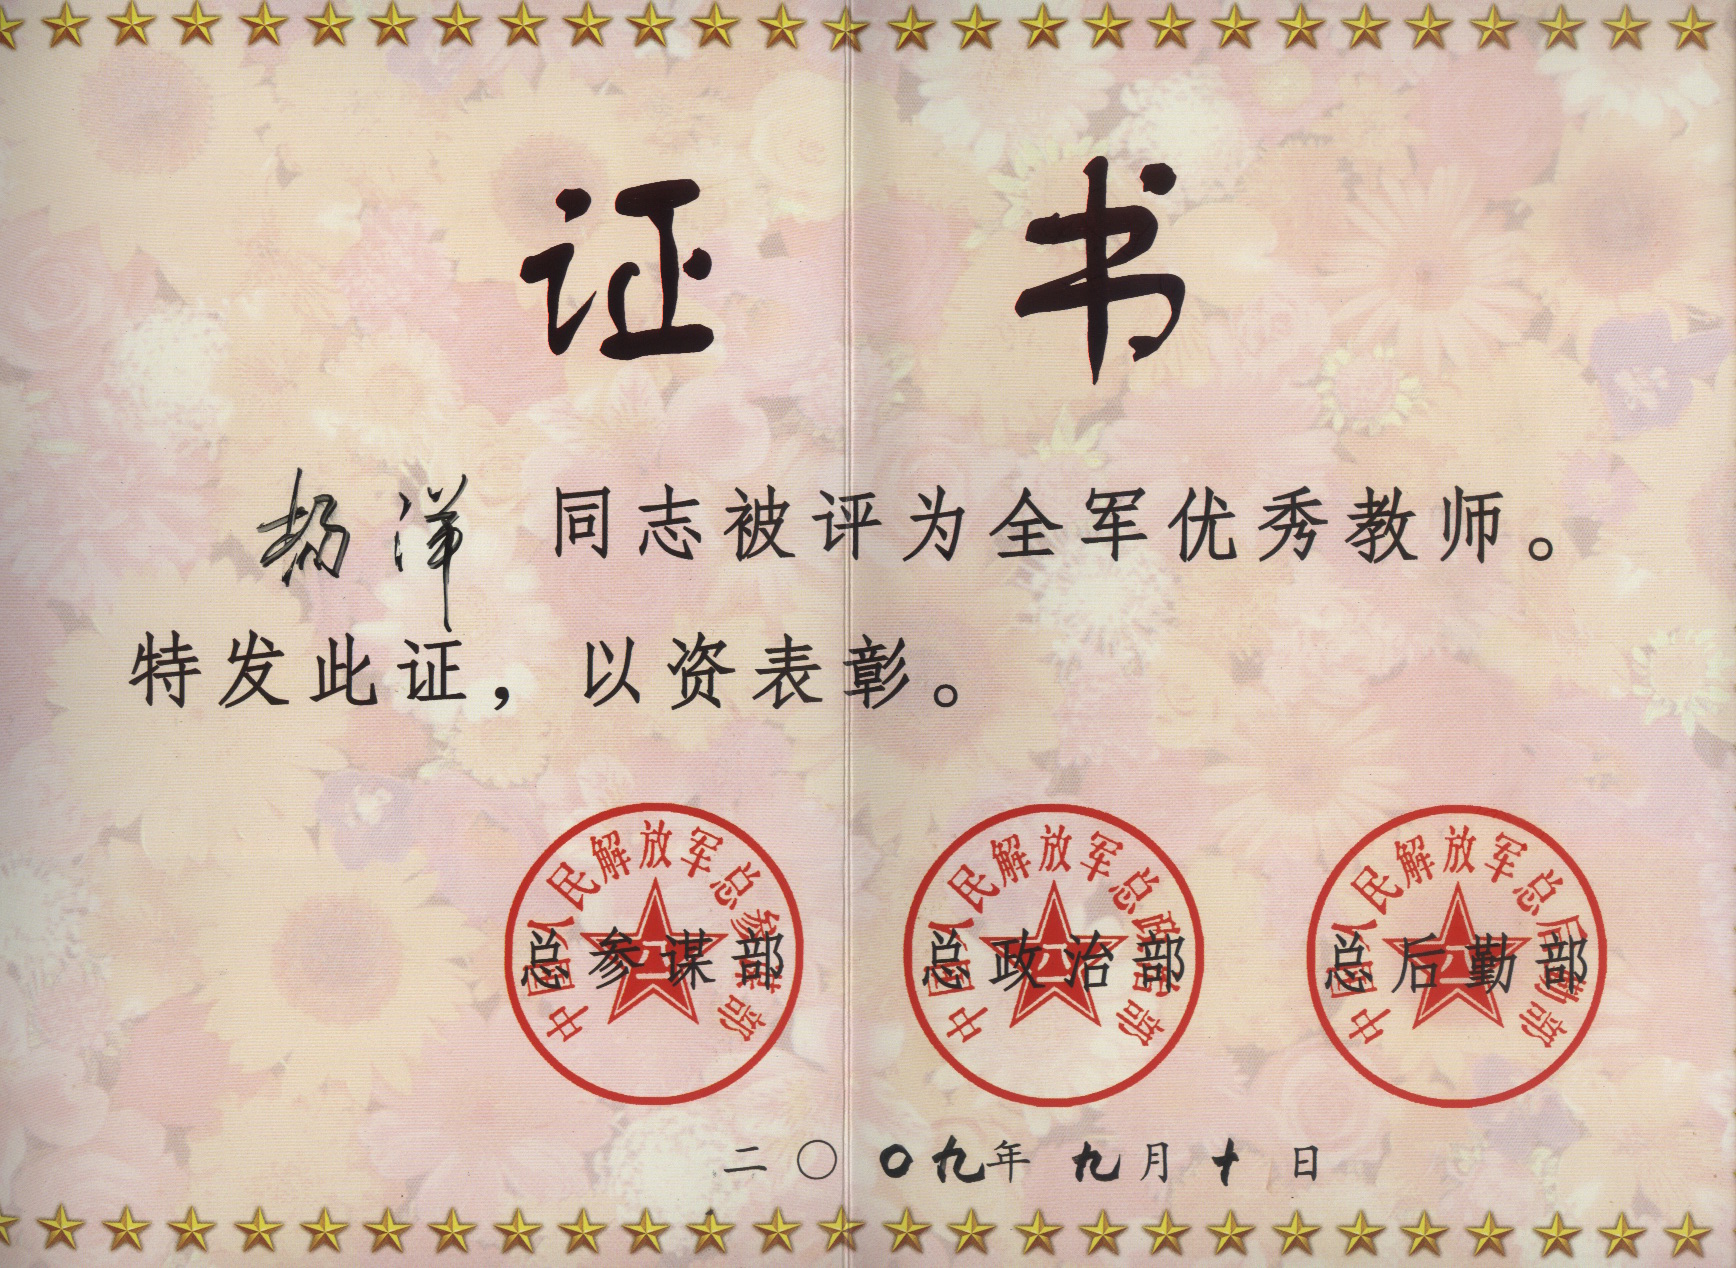 证书
杨洋 同志被评为全军优秀教师。
特发此证，以资表彰。
中国人民解放军总参谋部
总参谋部
中国人民解放军总政治部
总政治部
中国人民解放军总后勤部
总后勤部
二〇〇九年九月十日